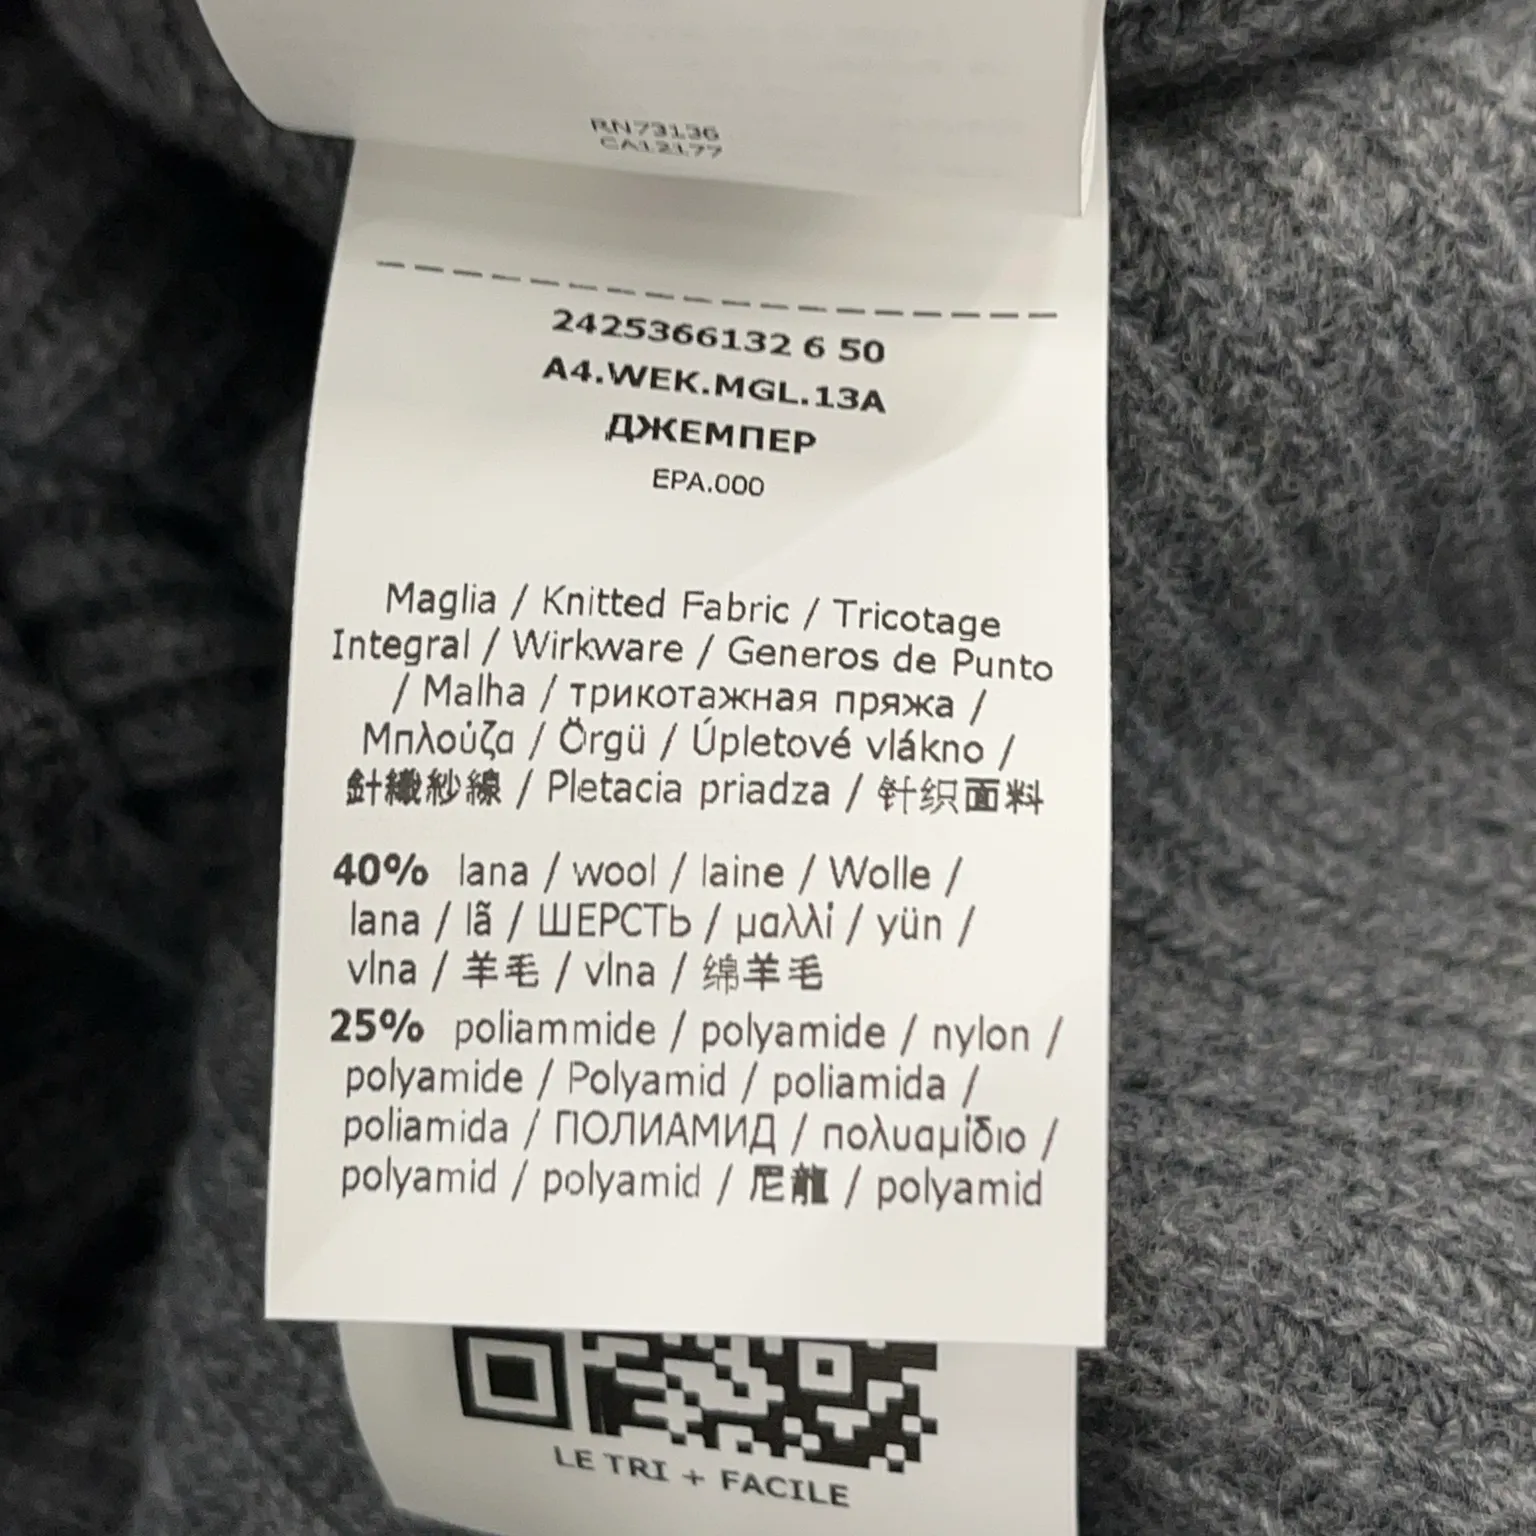 RN73136
CA12177
2425366132 6 50
A4.WEK.MGL.13A
ДЖЕМПЕР
EPA.000
Maglia / Knitted Fabric / Tricotage
Integral / Wirkware / Generos de Punto
/ Malha / трикотажная пряжа /
Μπλούζα / Örgü / Úpletové vlákno /
針織紗線 / Pletacia priadza / 针织面料
40% lana / wool / laine / Wolle /
lana / lã / ШЕРСТЬ / μαλλί / yün /
vlna / 羊毛 / vlna / 绵羊毛
25% poliammide / polyamide / nylon /
polyamide / Polyamid / poliamida /
poliamida / ПОЛИАМИД / πολυαμίδιο /
polyamid / polyamid / 尼龍 / polyamid
LE TRI + FACILE